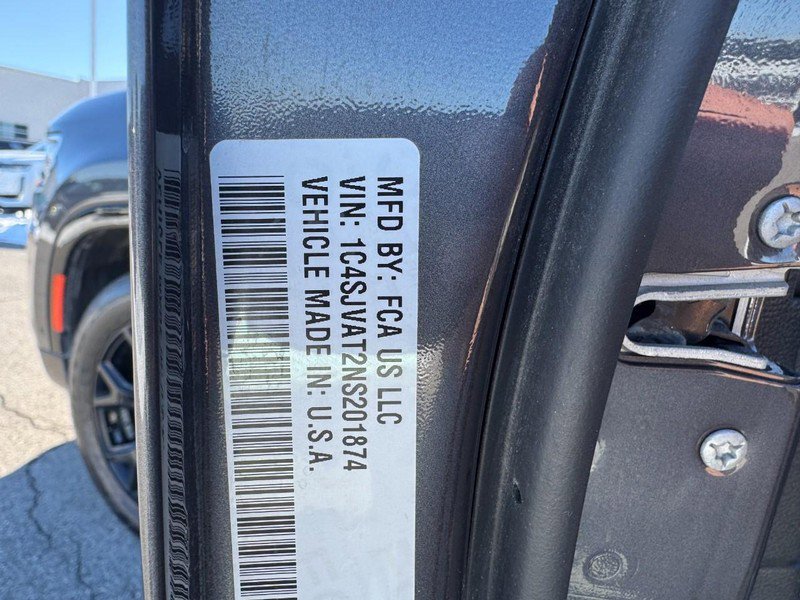 MFD BY: FCA US LLC
VIN: 1C4SJVAT2NS201874
VEHICLE MADE IN: U.S.A.